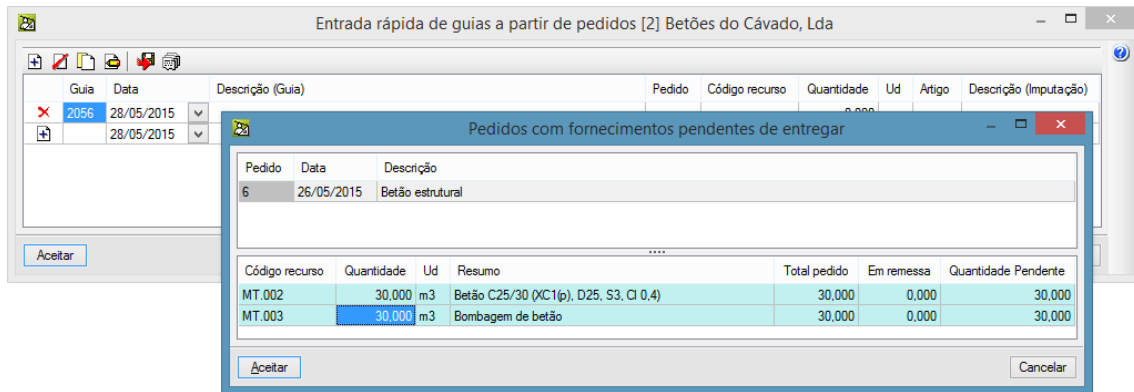 Entrada rápida de guias a partir de pedidos [2] Betões do Cávado, Lda
Guia Data Descrição (Guia) Pedido Código recurso Quantidade Ud Artigo Descrição (Imputação)
2056 28/05/2015
28/05/2015
Pedidos com fornecimentos pendentes de entregar
Pedido Data Descrição
6 26/05/2015 Betão estrutural
Aceitar
Código recurso Quantidade Ud Resumo Total pedido Em remessa Quantidade Pendente
MT.002 30,000 m3 Betão C25/30 (XC1(p), D25, S3, Cl 0,4) 30,000 0,000 30,000
MT.003 30,000 m3 Bombagem de betão 30,000 0,000 30,000
Aceitar Cancelar